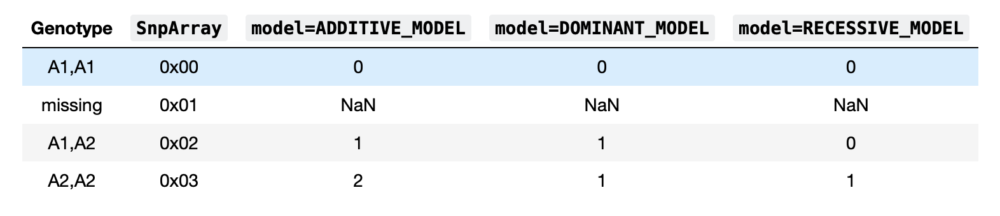 Genotype SnpArray model=ADDITIVE_MODEL model=DOMINANT_MODEL model=RECESSIVE_MODEL
A1,A1 0x00 0 0 0
missing 0x01 NaN NaN NaN
A1,A2 0x02 1 1 0
A2,A2 0x03 2 1 1